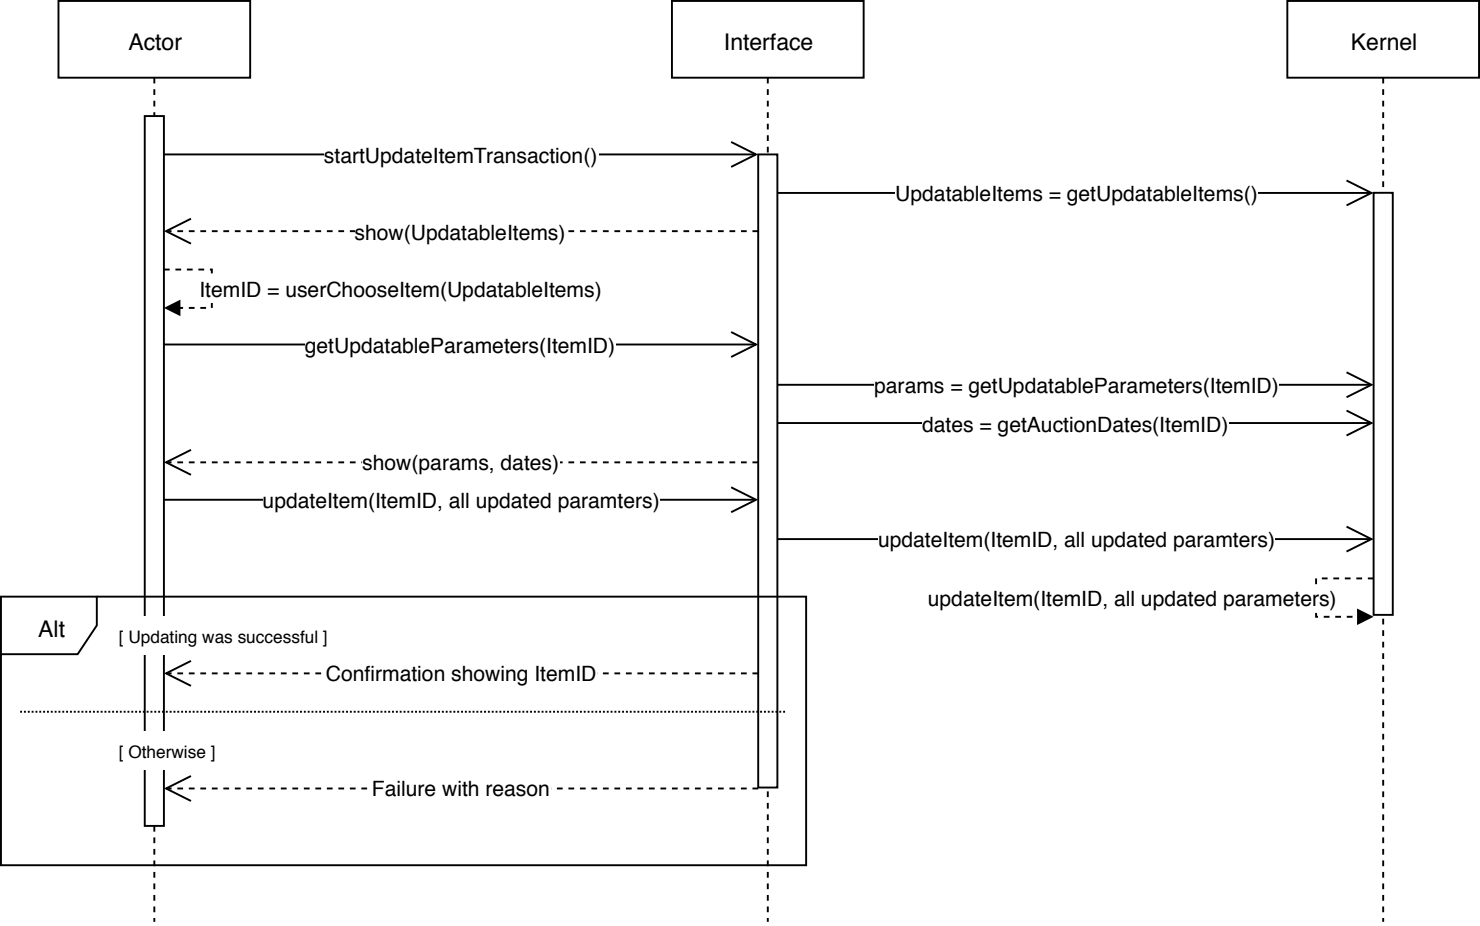 Actor
Interface
Kernel
startUpdateItemTransaction()
UpdatableItems = getUpdatableItems()
show(UpdatableItems)
ItemID = userChooseItem(UpdatableItems)
getUpdatableParameters(ItemID)
params = getUpdatableParameters(ItemID)
dates = getAuctionDates(ItemID)
show(params, dates)
updateItem(ItemID, all updated paramters)
updateItem(ItemID, all updated paramters)
updateItem(ItemID, all updated parameters)
Alt
[ Updating was successful ]
Confirmation showing ItemID
[ Otherwise ]
Failure with reason